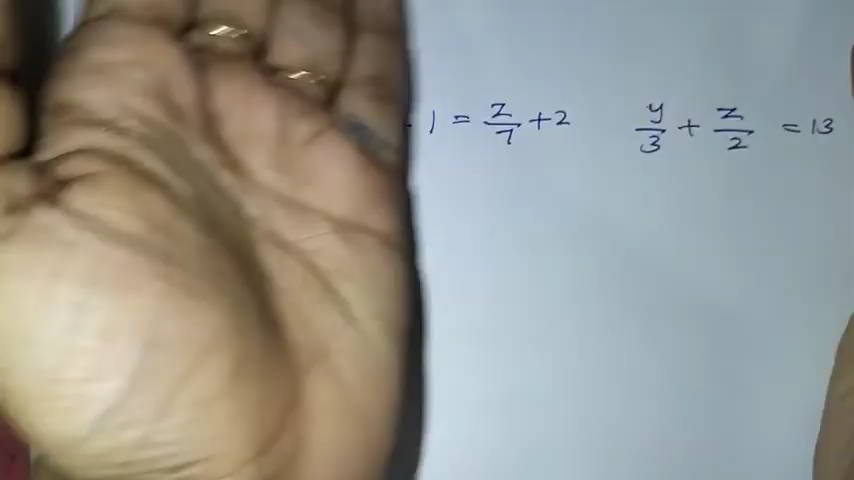 1 = z/7 + 2    y/3 + z/2 = 13